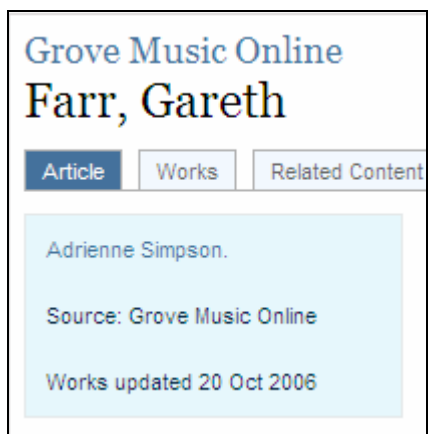 Grove Music Online
Farr, Gareth
Article Works Related Content
Adrienne Simpson.
Source: Grove Music Online
Works updated 20 Oct 2006